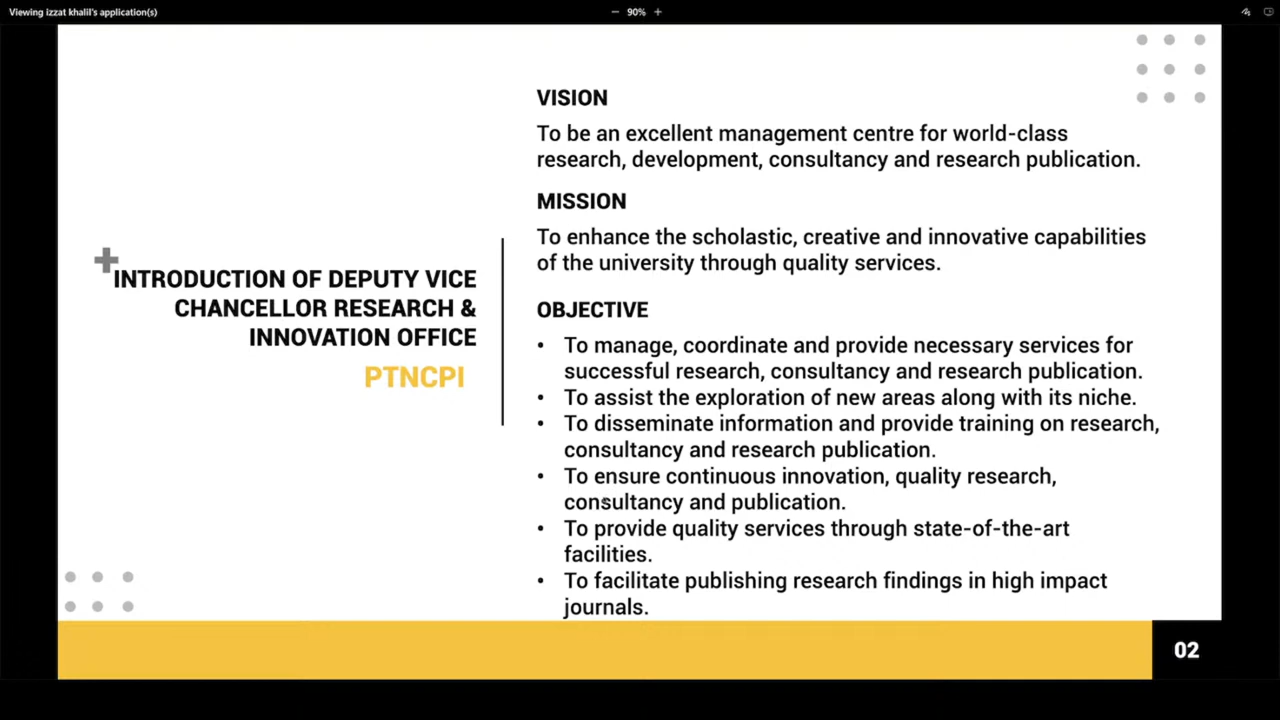 Viewing izzat khalil's application(s)
− 90% +
VISION
To be an excellent management centre for world-class
research, development, consultancy and research publication.
MISSION
To enhance the scholastic, creative and innovative capabilities
of the university through quality services.
INTRODUCTION OF DEPUTY VICE
CHANCELLOR RESEARCH &
INNOVATION OFFICE
PTNCPI
OBJECTIVE
• To manage, coordinate and provide necessary services for
successful research, consultancy and research publication.
• To assist the exploration of new areas along with its niche.
• To disseminate information and provide training on research,
consultancy and research publication.
• To ensure continuous innovation, quality research,
consultancy and publication.
• To provide quality services through state-of-the-art
facilities.
• To facilitate publishing research findings in high impact
journals.
02